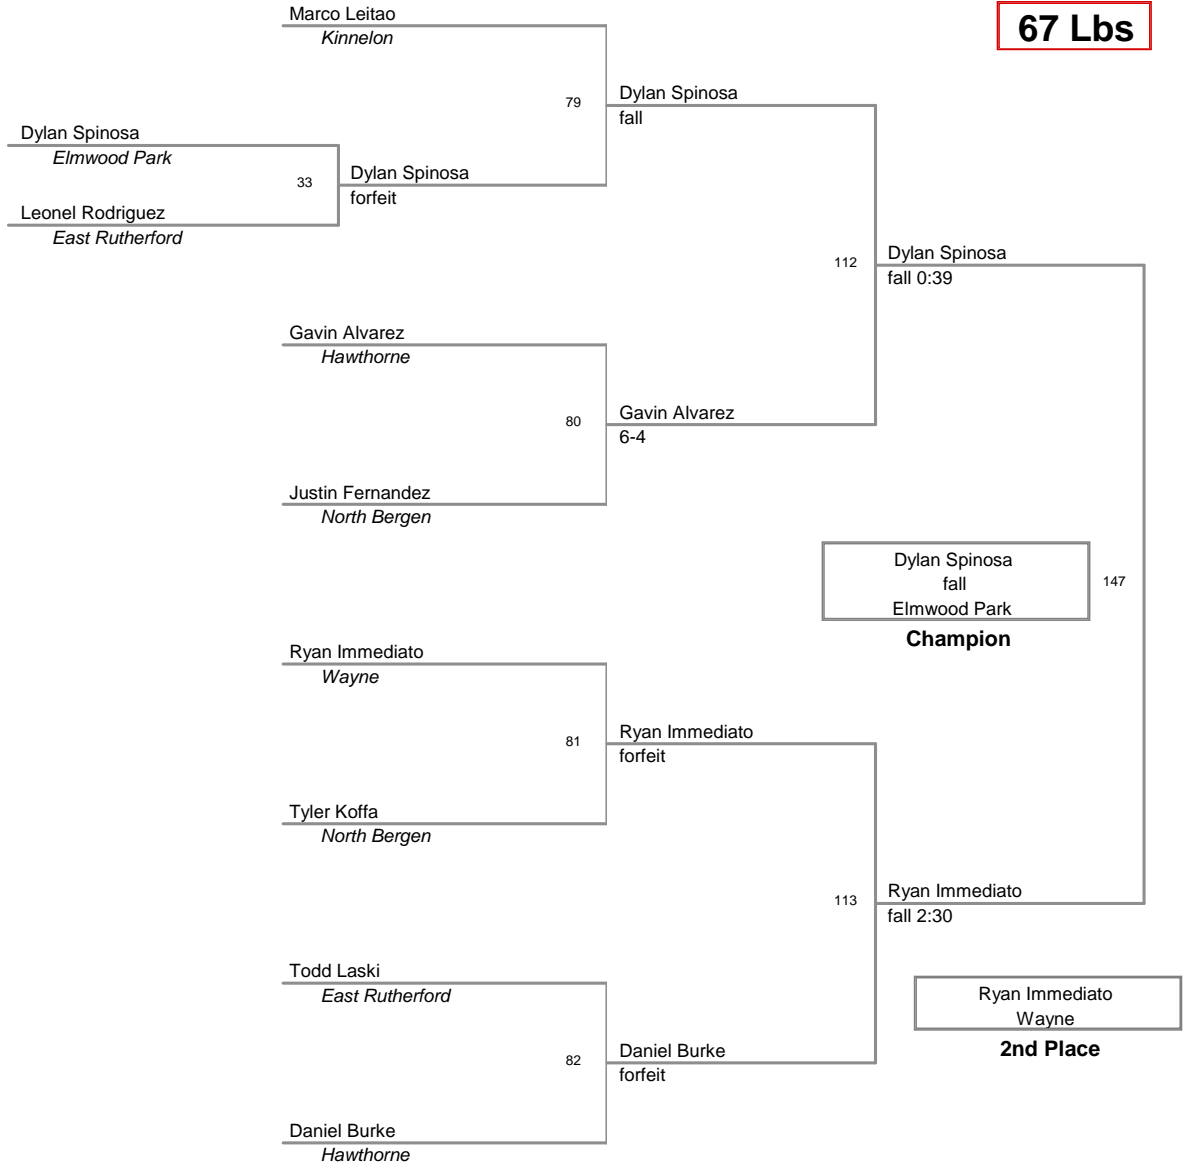 67 Lbs
Marco Leitao
Kinnelon
79
Dylan Spinosa
fall
Dylan Spinosa
Elmwood Park
33
Dylan Spinosa
forfeit
Leonel Rodriguez
East Rutherford
112
Dylan Spinosa
fall 0:39
Gavin Alvarez
Hawthorne
80
Gavin Alvarez
6-4
Justin Fernandez
North Bergen
Dylan Spinosa
fall
Elmwood Park
147
Champion
Ryan Immediato
Wayne
81
Ryan Immediato
forfeit
Tyler Koffa
North Bergen
113
Ryan Immediato
fall 2:30
Todd Laski
East Rutherford
Ryan Immediato
Wayne
2nd Place
82
Daniel Burke
forfeit
Daniel Burke
Hawthorne